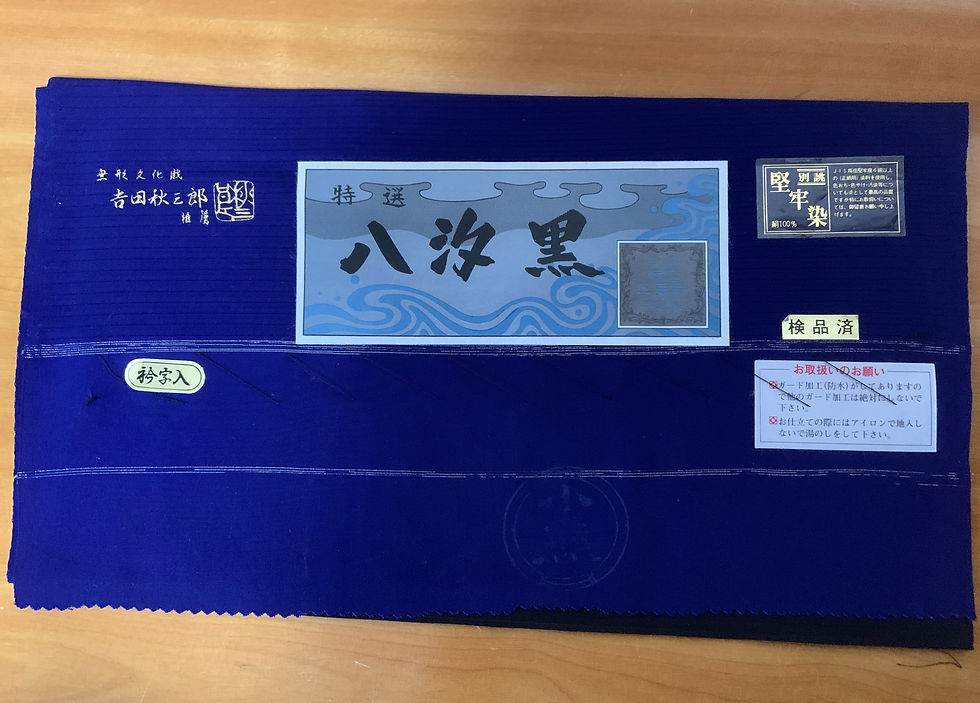 無形文化財
吉田秋三郎
推薦
特選
八汐黒
別誂
堅牢染
絹100%
検品済
衿字入
お取扱いのお願い
ガード加工(防水)がしてありますの
で他のガード加工は絶対にしないで
下さい。
お仕立ての際にはアイロンで地入し
ないで湯のしをして下さい。